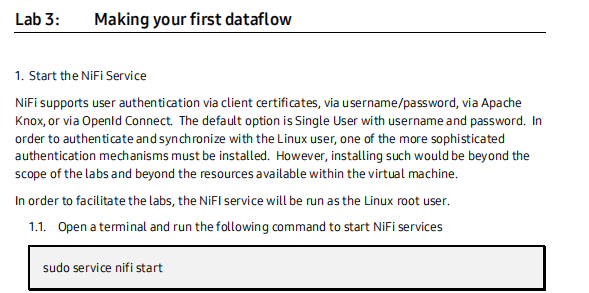 Lab 3: Making your first dataflow
1. Start the NiFi Service
NiFi supports user authentication via client certificates, via username/password, via Apache
Knox, or via OpenId Connect. The default option is Single User with username and password. In
order to authenticate and synchronize with the Linux user, one of the more sophisticated
authentication mechanisms must be installed. However, installing such would be beyond the
scope of the labs and beyond the resources available within the virtual machine.
In order to facilitate the labs, the NiFI service will be run as the Linux root user.
1.1. Open a terminal and run the following command to start NiFi services
sudo service nifi start